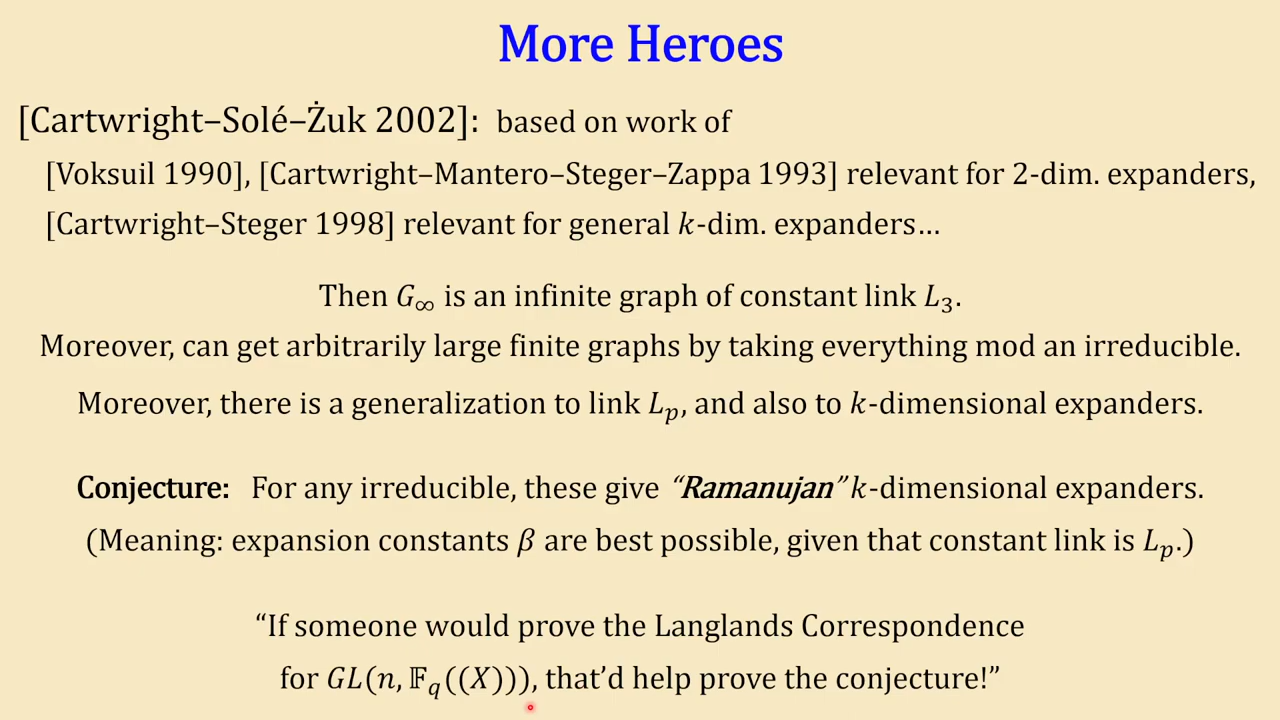 More Heroes
[Cartwright–Solé–Żuk 2002]: based on work of
[Voksuil 1990], [Cartwright–Mantero–Steger–Zappa 1993] relevant for 2-dim. expanders,
[Cartwright–Steger 1998] relevant for general k-dim. expanders…
Then G∞ is an infinite graph of constant link L₃.
Moreover, can get arbitrarily large finite graphs by taking everything mod an irreducible.
Moreover, there is a generalization to link Lₚ, and also to k-dimensional expanders.
Conjecture: For any irreducible, these give “Ramanujan” k-dimensional expanders.
(Meaning: expansion constants β are best possible, given that constant link is Lₚ.)
“If someone would prove the Langlands Correspondence
for GL(n, 𝔽_q((X))), that’d help prove the conjecture!”